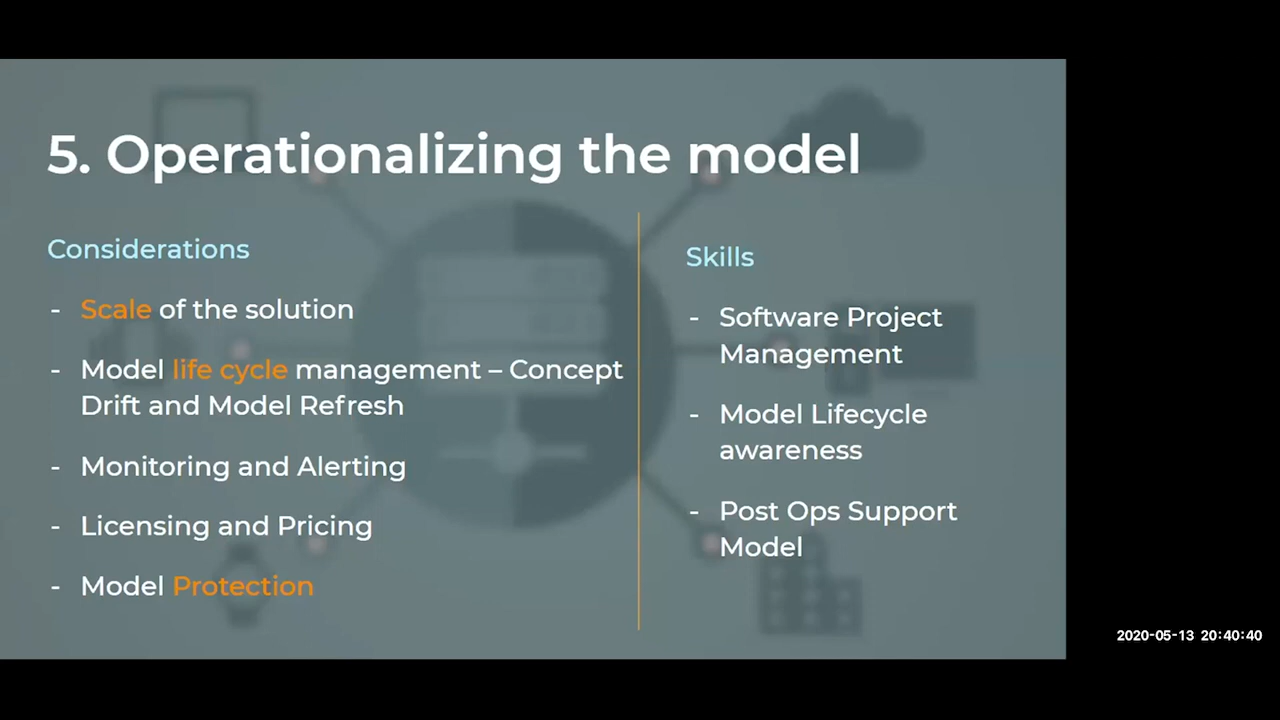 5. Operationalizing the model
Considerations
- Scale of the solution
- Model life cycle management – Concept
Drift and Model Refresh
- Monitoring and Alerting
- Licensing and Pricing
- Model Protection
Skills
- Software Project
Management
- Model Lifecycle
awareness
- Post Ops Support
Model
2020-05-13 20:40:40